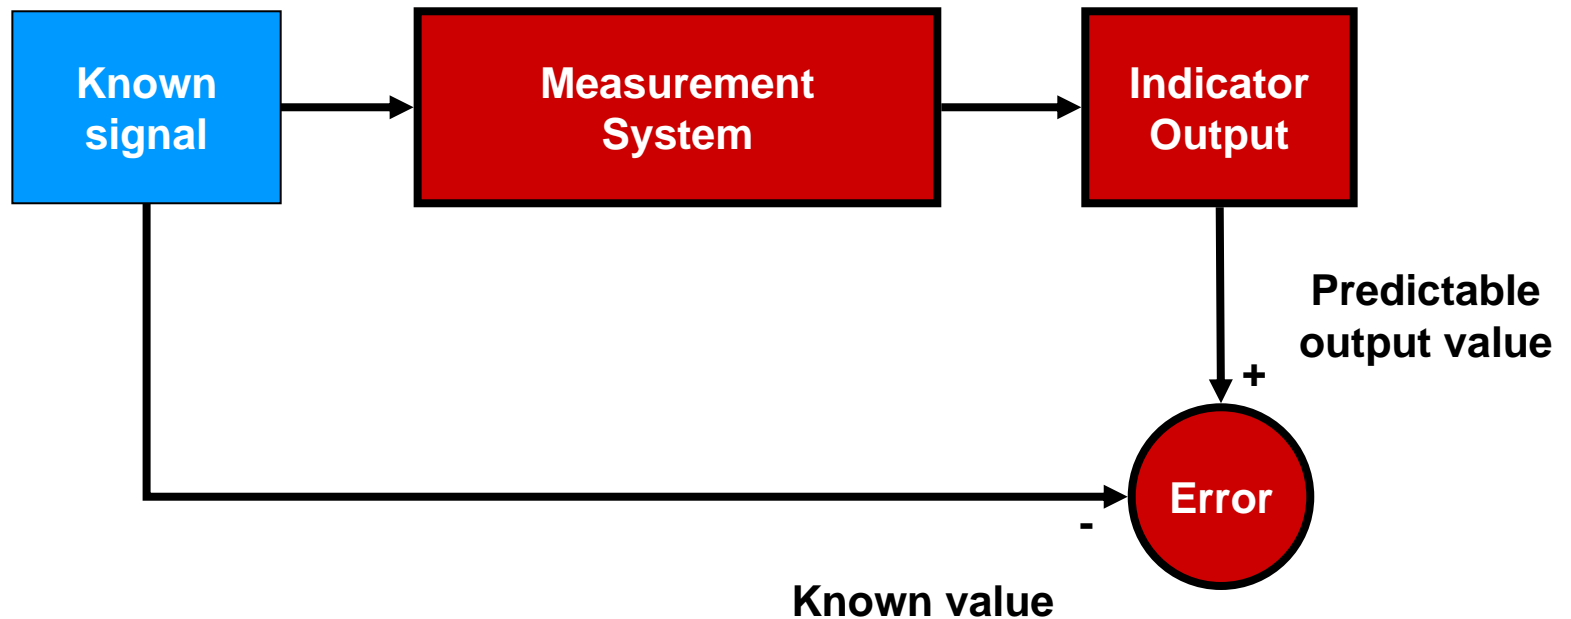 Known
signal
Measurement
System
Indicator
Output
Predictable
output value
+
Error
-
Known value